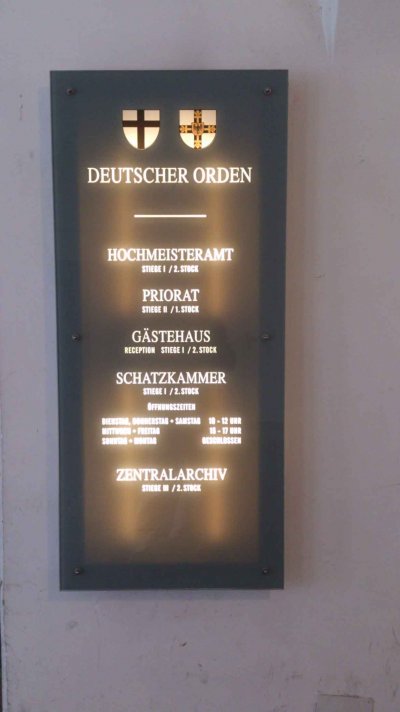 DEUTSCHER ORDEN
HOCHMEISTERAMT
STIEGE I / 2. STOCK
PRIORAT
STIEGE II / 1. STOCK
GÄSTEHAUS
RECEPTION STIEGE I / 2. STOCK
SCHATZKAMMER
STIEGE I / 2. STOCK
ÖFFNUNGSZEITEN
DIENSTAG, DONNERSTAG + SAMSTAG 10 - 12 UHR
MITTWOCH + FREITAG 15 - 17 UHR
SONNTAG + MONTAG GESCHLOSSEN
ZENTRALARCHIV
STIEGE III / 2. STOCK